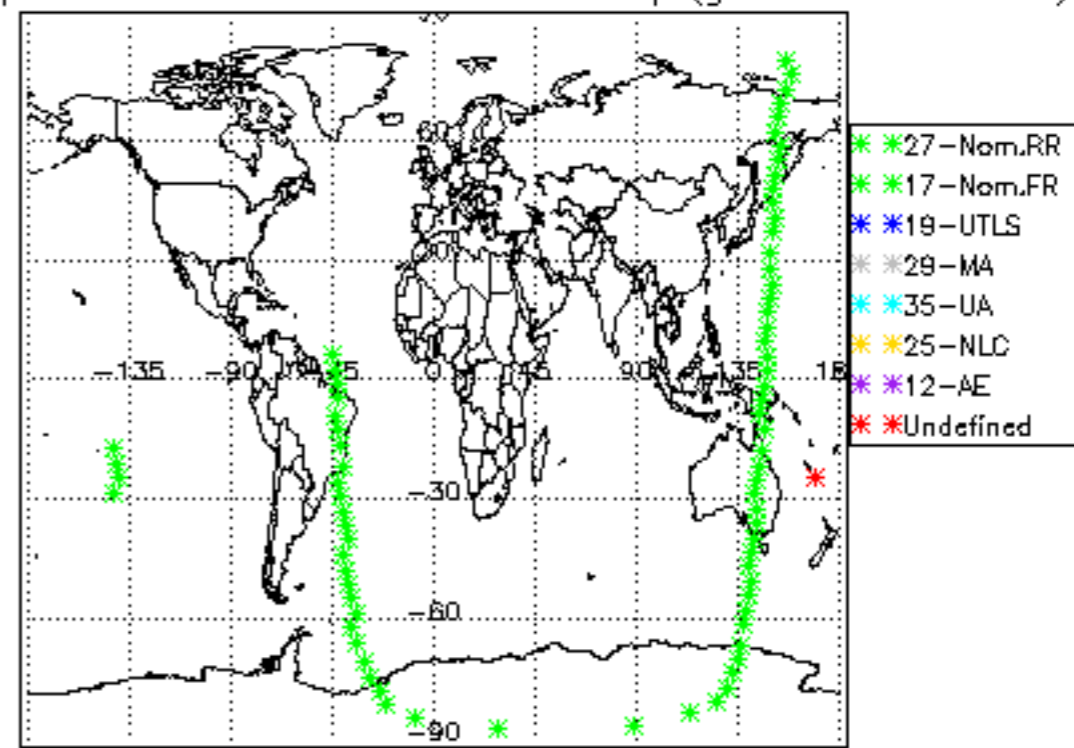 60
-135
-90
45
0
45
90
135
-30
-60
-90
27-Nom.RR
17-Nom.FR
19-UTLS
29-MA
35-UA
25-NLC
12-AE
Undefined